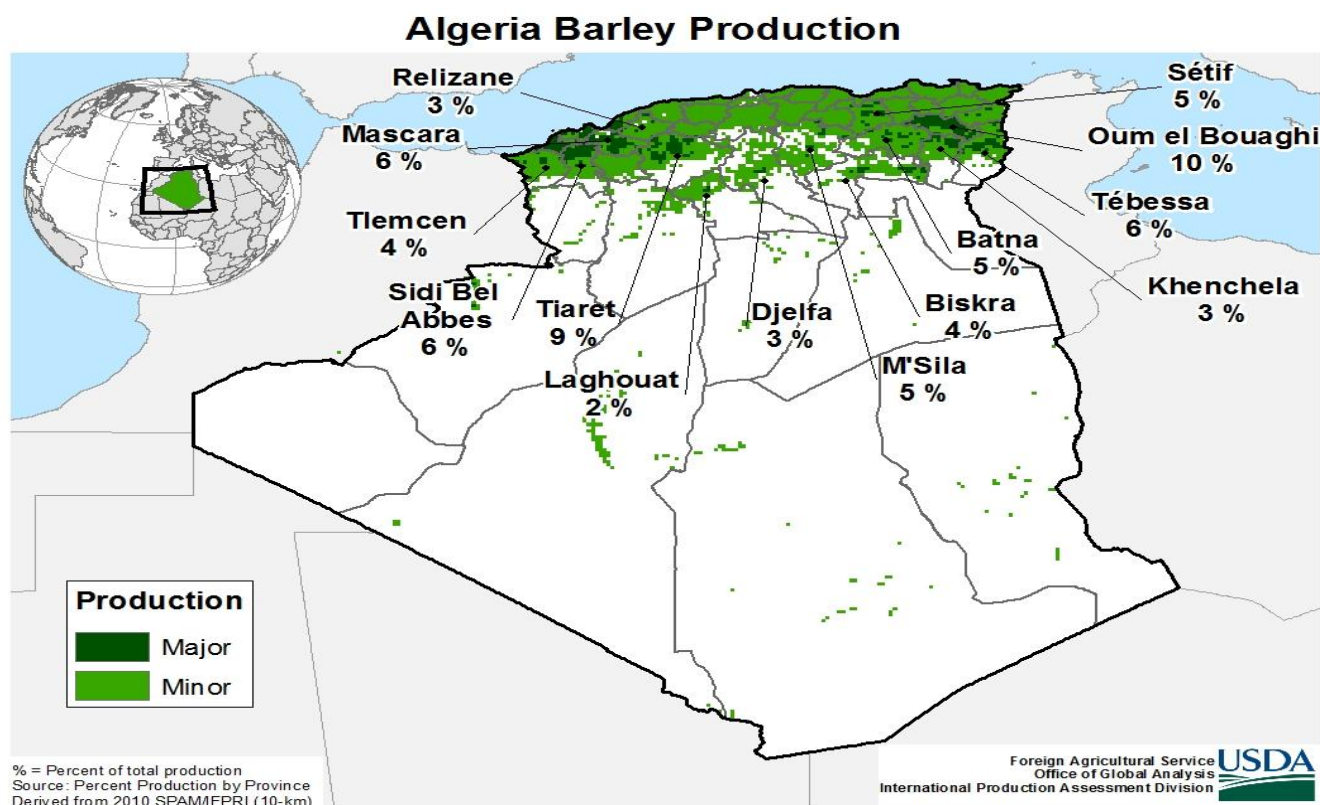 Algeria Barley Production
Relizane
3 %
Mascara
6 %
Tlemcen
4 %
Sidi Bel
Abbes
6 %
Tiaret
9 %
Laghouat
2 %
Djelfa
3 %
M'Sila
5 %
Biskra
4 %
Batna
5 %
Khenchela
3 %
Tébessa
6 %
Oum el Bouaghi
10 %
Sétif
5 %
Production
Major
Minor
% = Percent of total production
Source: Percent Production by Province
Derived from 2010 SPAM/IFPRI (10-km)
Foreign Agricultural Service
Office of Global Analysis
International Production Assessment Division
USDA